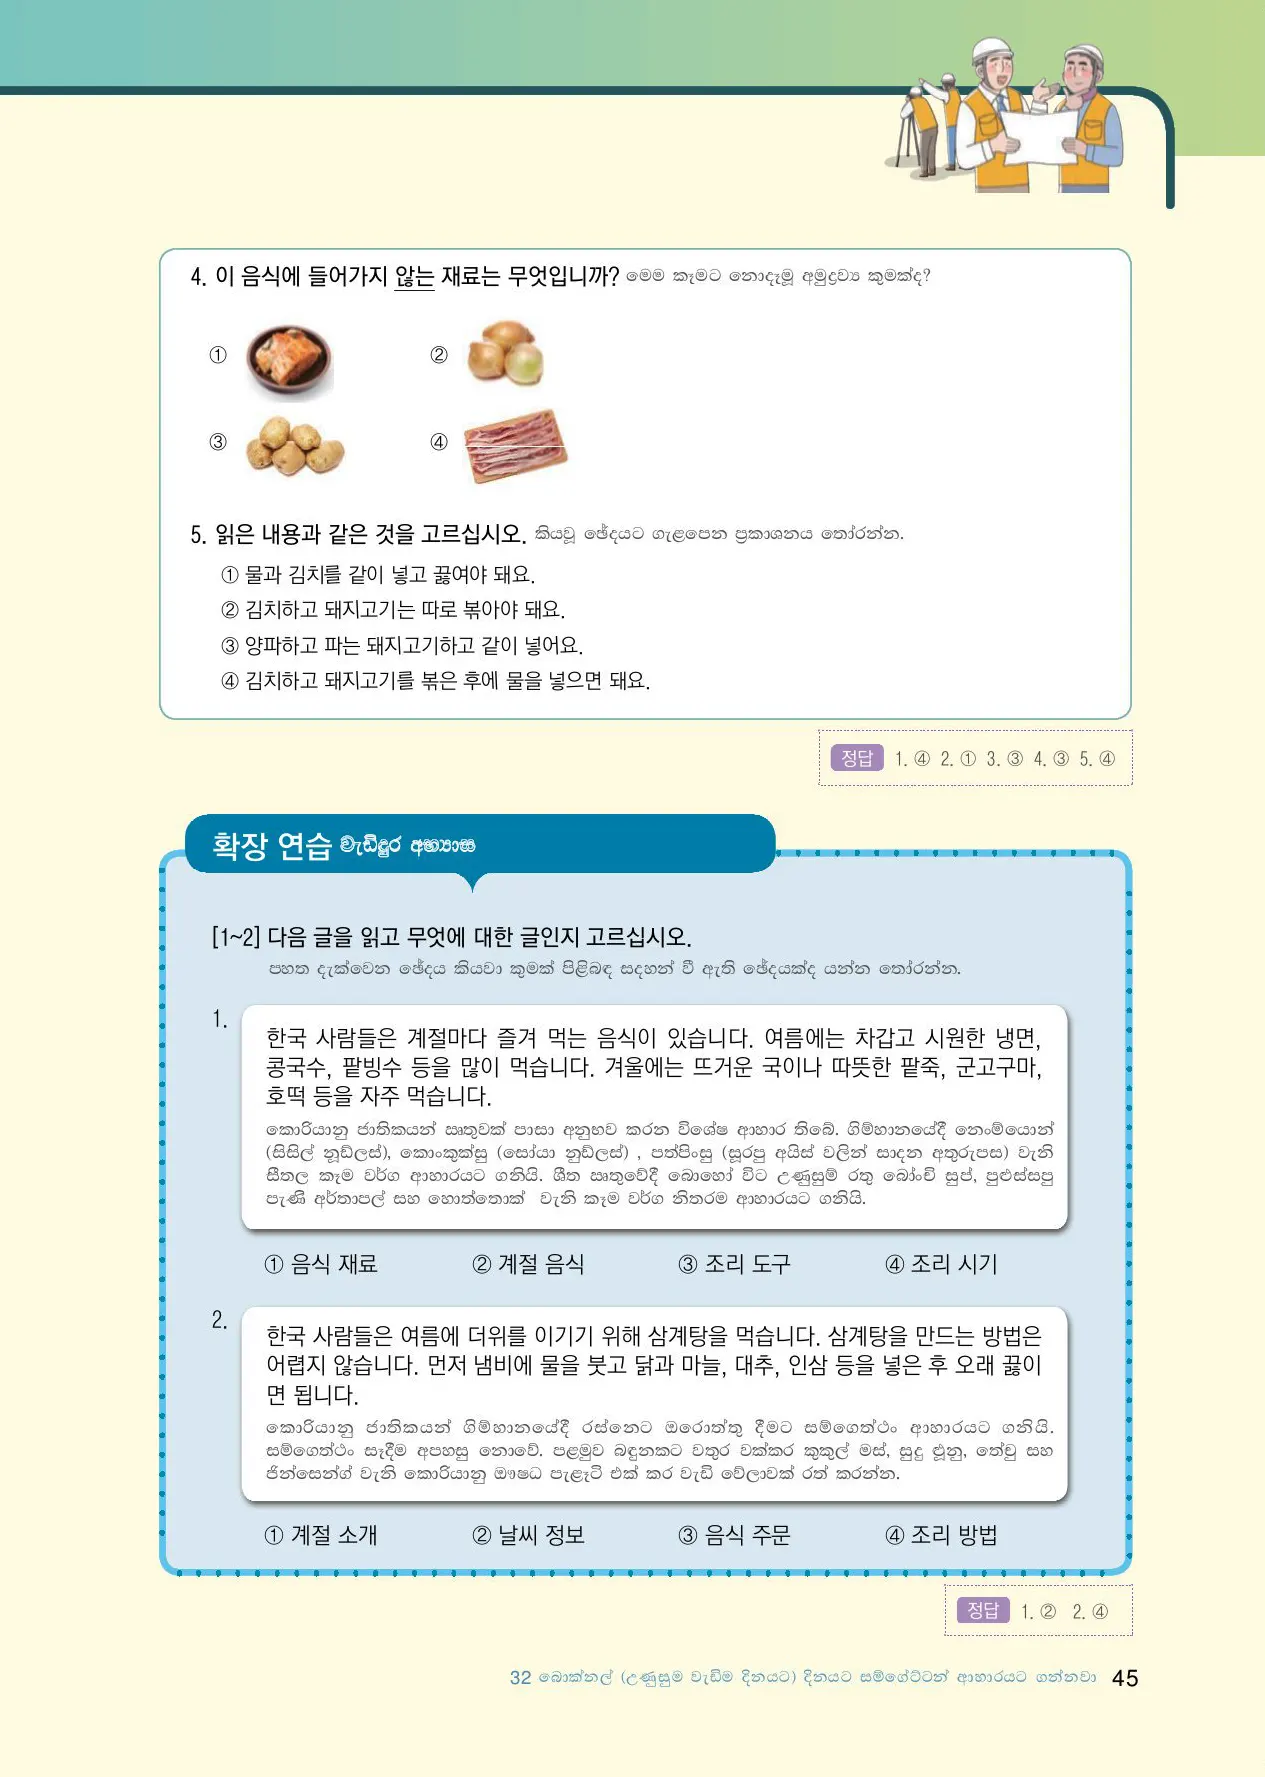 4. 이 음식에 들어가지 않는 재료는 무엇입니까? මෙම කෑමට නොදෑමූ අමුද්‍රව්‍ය කුමක්ද?
① ②
③ ④
5. 읽은 내용과 같은 것을 고르십시오. කියවූ ඡේදයට ගැළපෙන ප්‍රකාශනය තෝරන්න.
① 물과 김치를 같이 넣고 끓여야 돼요.
② 김치하고 돼지고기는 따로 볶아야 돼요.
③ 양파하고 파는 돼지고기하고 같이 넣어요.
④ 김치하고 돼지고기를 볶은 후에 물을 넣으면 돼요.
정답 1. ④ 2. ① 3. ③ 4. ③ 5. ④
확장 연습 වැඩිදුර අභ්‍යාස
[1~2] 다음 글을 읽고 무엇에 대한 글인지 고르십시오.
පහත දැක්වෙන ඡේදය කියවා කුමක් පිළිබඳ සඳහන් වී ඇති ඡේදයක්ද යන්න තෝරන්න.
1.
한국 사람들은 계절마다 즐겨 먹는 음식이 있습니다. 여름에는 차갑고 시원한 냉면,
콩국수, 팥빙수 등을 많이 먹습니다. 겨울에는 뜨거운 국이나 따뜻한 팥죽, 군고구마,
호떡 등을 자주 먹습니다.
කොරියානු ජාතිකයන් ඍතුවක් පාසා අනුභව කරන විශේෂ ආහාර තිබේ. ගිම්හානයේදී නෙංම්යොන්
(සිසිල් නූඩ්ලස්), කොංකුක්සු (සෝයා නුඩ්ලස්) , පත්පිංසු (සූරපු අයිස් වලින් සාදන අතුරුපස) වැනි
සීතල කෑම වර්ග ආහාරයට ගනියි. ශීත ඍතුවේදී බොහෝ විට උණුසුම් රතු බෝංචි සුප්, පුළුස්සපු
පැණි අර්තාපල් සහ හොත්තොක් වැනි කෑම වර්ග නිතරම ආහාරයට ගනියි.
① 음식 재료 ② 계절 음식 ③ 조리 도구 ④ 조리 시기
2.
한국 사람들은 여름에 더위를 이기기 위해 삼계탕을 먹습니다. 삼계탕을 만드는 방법은
어렵지 않습니다. 먼저 냄비에 물을 붓고 닭과 마늘, 대추, 인삼 등을 넣은 후 오래 끓이
면 됩니다.
කොරියානු ජාතිකයන් ගිම්හානයේදී රස්නෙට ඔරොත්තු දීමට සම්ගෙත්ථං ආහාරයට ගනියි.
සම්ගෙත්ථං සෑදීම අපහසු නොවේ. පළමුව බඳුනකට වතුර වක්කර කුකුල් මස්, සුදු ළූනු, තේචු සහ
ජින්සෙන්ග් වැනි කොරියානු ඖෂධ පැළෑටි එක් කර වැඩි වේලාවක් රත් කරන්න.
① 계절 소개 ② 날씨 정보 ③ 음식 주문 ④ 조리 방법
정답 1. ② 2. ④
32 බොක්නල් (උණුසුම වැඩිම දිනයට) දිනයට සම්ගේට්ටන් ආහාරයට ගන්නවා 45